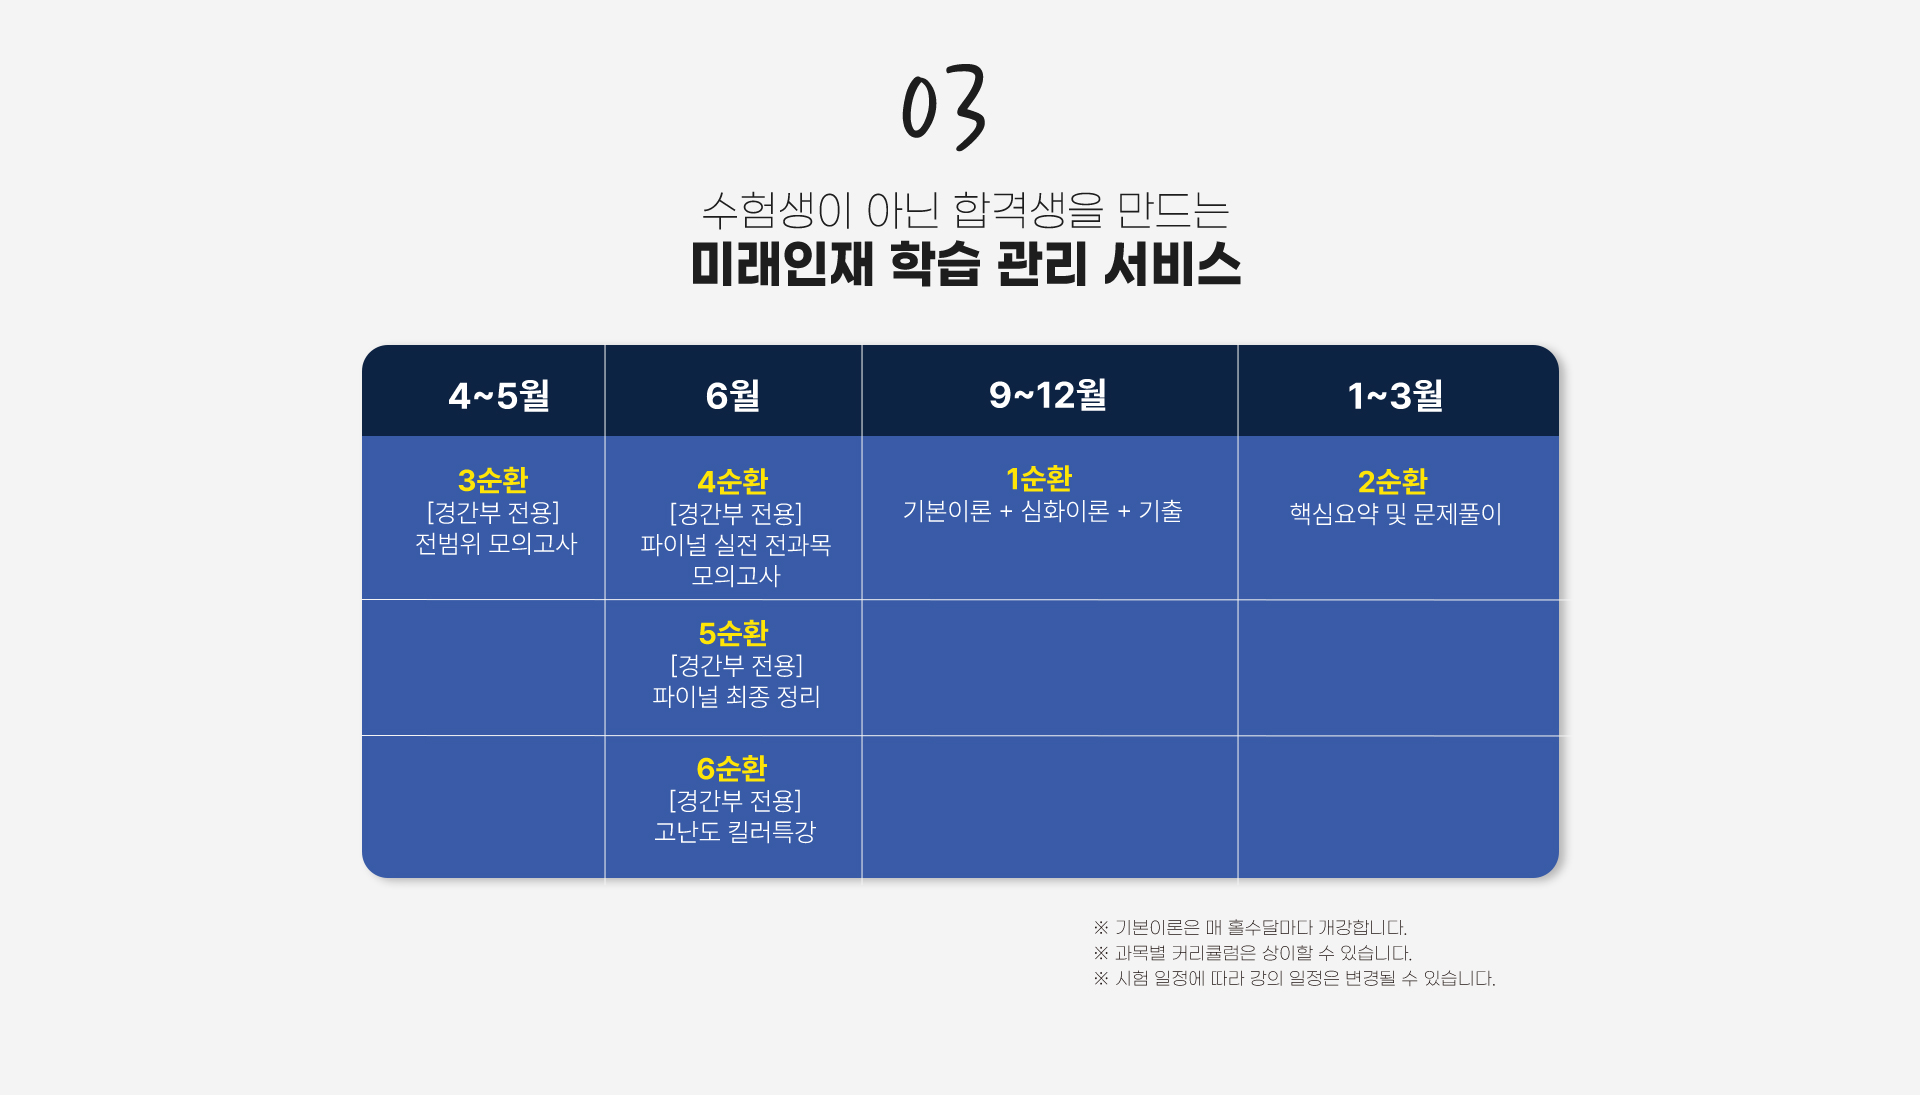 03
수험생이 아닌 합격생을 만드는
미래인재 학습 관리 서비스
4~5월
6월
9~12월
1~3월
3순환
[경간부 전용]
전범위 모의고사
4순환
[경간부 전용]
파이널 실전 전과목
모의고사
1순환
기본이론 + 심화이론 + 기출
2순환
핵심요약 및 문제풀이
5순환
[경간부 전용]
파이널 최종 정리
6순환
[경간부 전용]
고난도 킬러특강
※ 기본이론은 매 홀수달마다 개강합니다.
※ 과목별 커리큘럼은 상이할 수 있습니다.
※ 시험 일정에 따라 강의 일정은 변경될 수 있습니다.